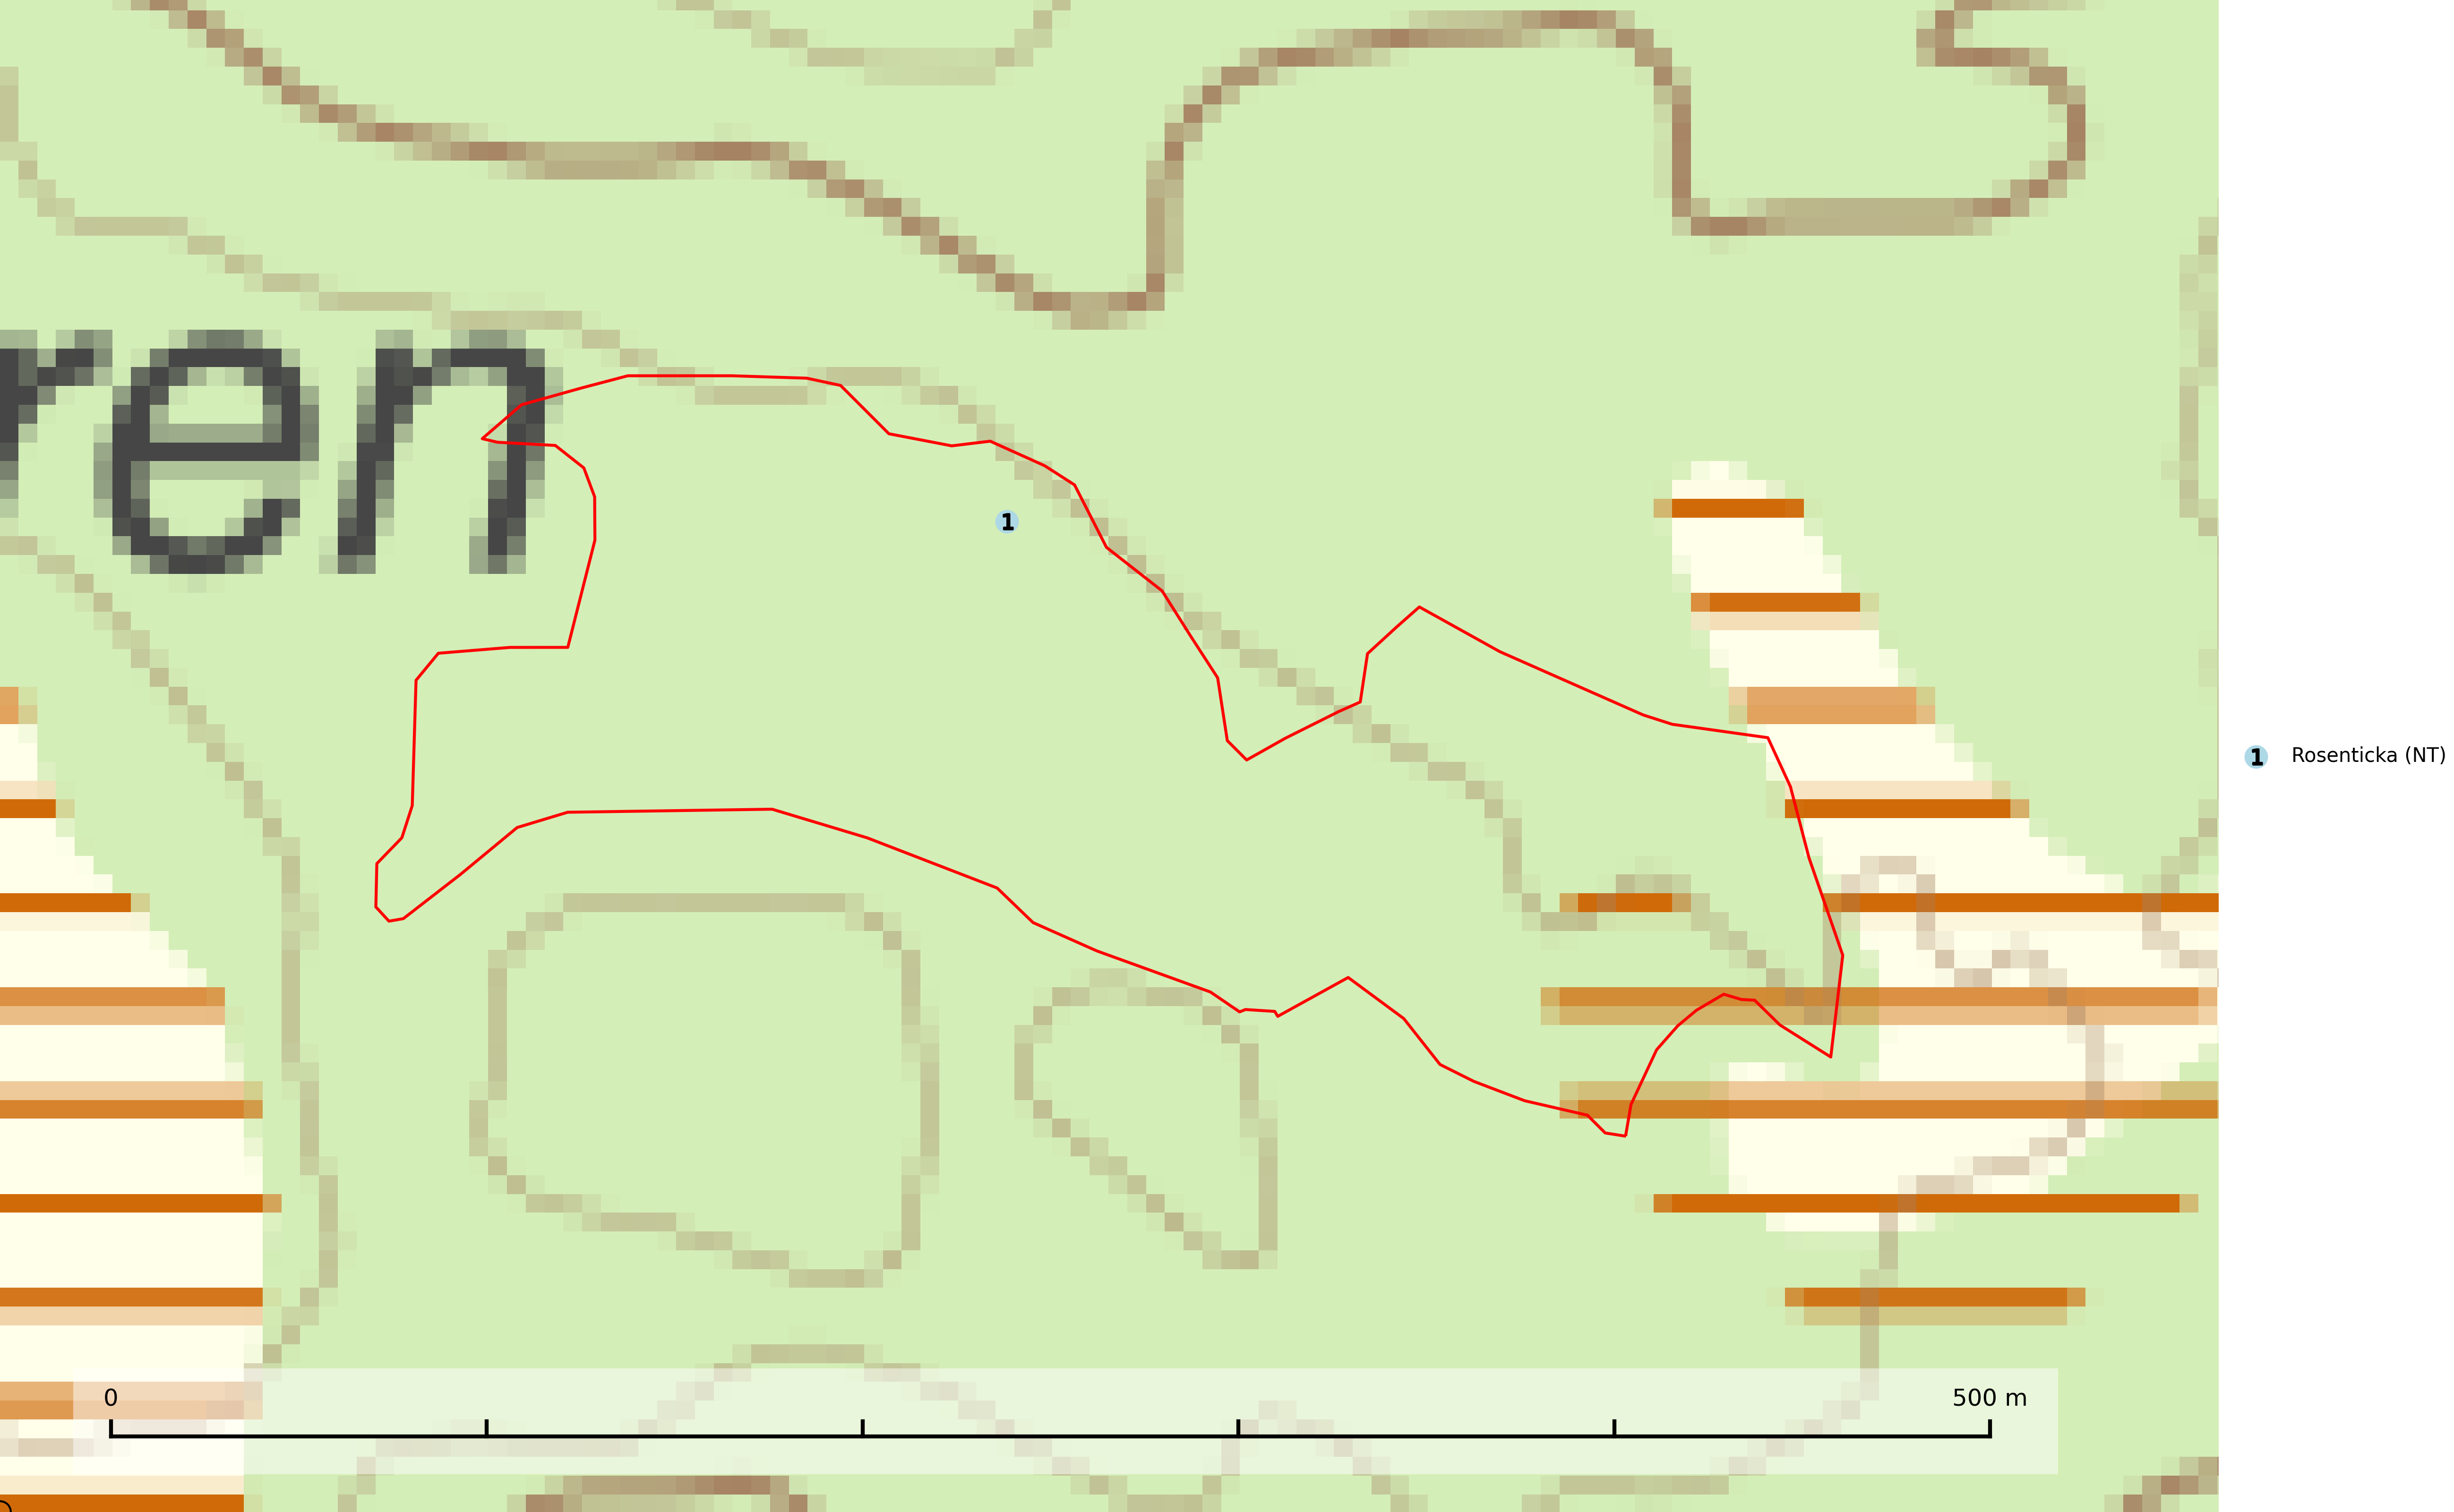 ren
1
1 Rosenticka (NT)
0 500 m